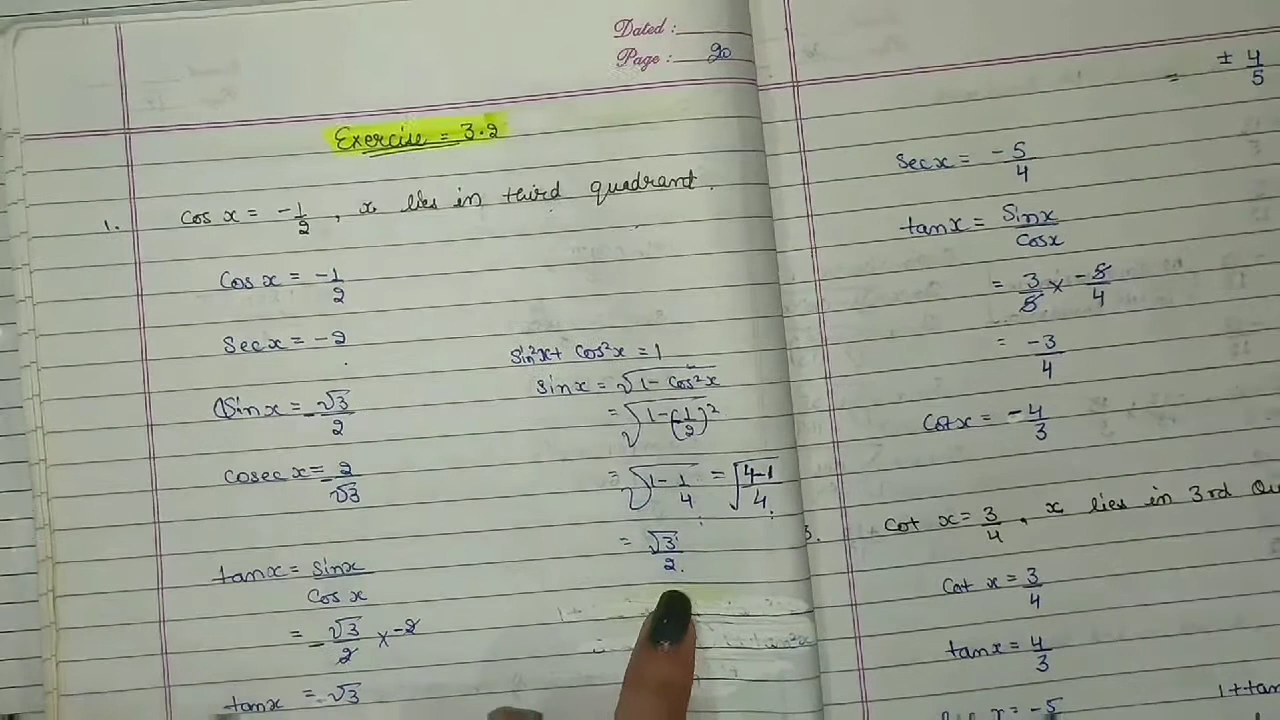 Dated :
Page : 20
Exercise = 3.2
1. cos x = -1/2 , x lies in third quadrant.
cos x = -1/2
sec x = -2
sin x = -√3/2
cosec x = -2/√3
tan x = sin x/cos x
= -√3/2 × -2
tan x = √3
sin²x + cos²x = 1
sin x = √1 - cos²x
= √1-(-1/2)²
= √1-1/4 = √4-1/4
= √3/2.
= ± 4/5
sec x = -5/4
tan x = sin x/cos x
= 3/5 × -5/4
= -3/4
cot x = -4/3
3. cot x = 3/4 , x lies in 3rd
cot x = 3/4
tan x = 4/3
x = -5
1 + tan